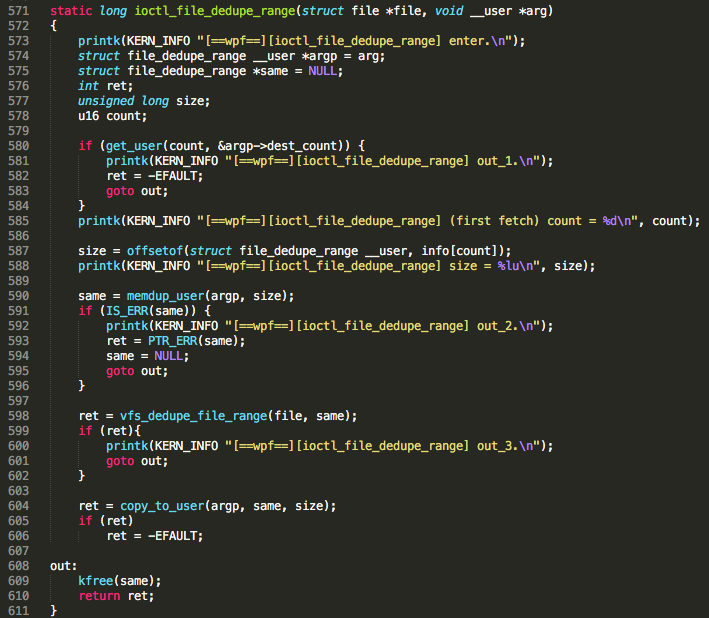 571 static long ioctl_file_dedupe_range(struct file *file, void __user *arg)
572 {
573     printk(KERN_INFO "[==wpf==][ioctl_file_dedupe_range] enter.\n");
574     struct file_dedupe_range __user *argp = arg;
575     struct file_dedupe_range *same = NULL;
576     int ret;
577     unsigned long size;
578     u16 count;
579
580     if (get_user(count, &argp->dest_count)) {
581         printk(KERN_INFO "[==wpf==][ioctl_file_dedupe_range] out_1.\n");
582         ret = -EFAULT;
583         goto out;
584     }
585     printk(KERN_INFO "[==wpf==][ioctl_file_dedupe_range] (first fetch) count = %d\n", count);
586
587     size = offsetof(struct file_dedupe_range __user, info[count]);
588     printk(KERN_INFO "[==wpf==][ioctl_file_dedupe_range] size = %lu\n", size);
589
590     same = memdup_user(argp, size);
591     if (IS_ERR(same)) {
592         printk(KERN_INFO "[==wpf==][ioctl_file_dedupe_range] out_2.\n");
593         ret = PTR_ERR(same);
594         same = NULL;
595         goto out;
596     }
597
598     ret = vfs_dedupe_file_range(file, same);
599     if (ret){
600         printk(KERN_INFO "[==wpf==][ioctl_file_dedupe_range] out_3.\n");
601         goto out;
602     }
603
604     ret = copy_to_user(argp, same, size);
605     if (ret)
606         ret = -EFAULT;
607
608 out:
609     kfree(same);
610     return ret;
611 }